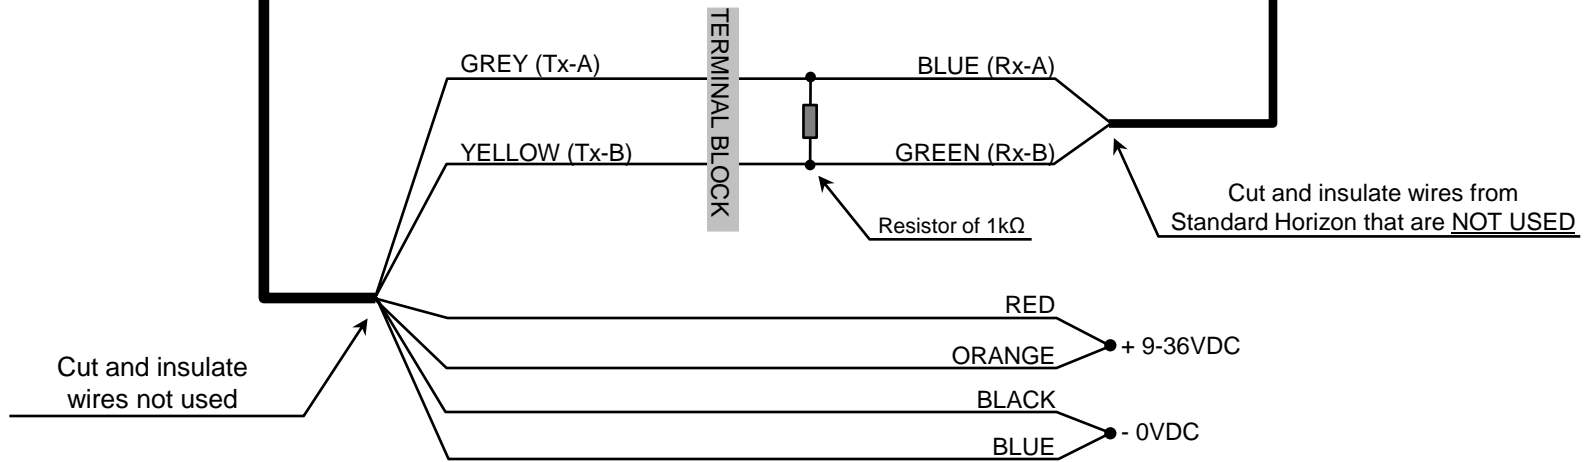 TERMINAL BLOCK
GREY (Tx-A)
BLUE (Rx-A)
YELLOW (Tx-B)
GREEN (Rx-B)
Cut and insulate wires from
Standard Horizon that are NOT USED
Resistor of 1kΩ
RED
ORANGE
+ 9-36VDC
Cut and insulate
wires not used
BLACK
BLUE
- 0VDC